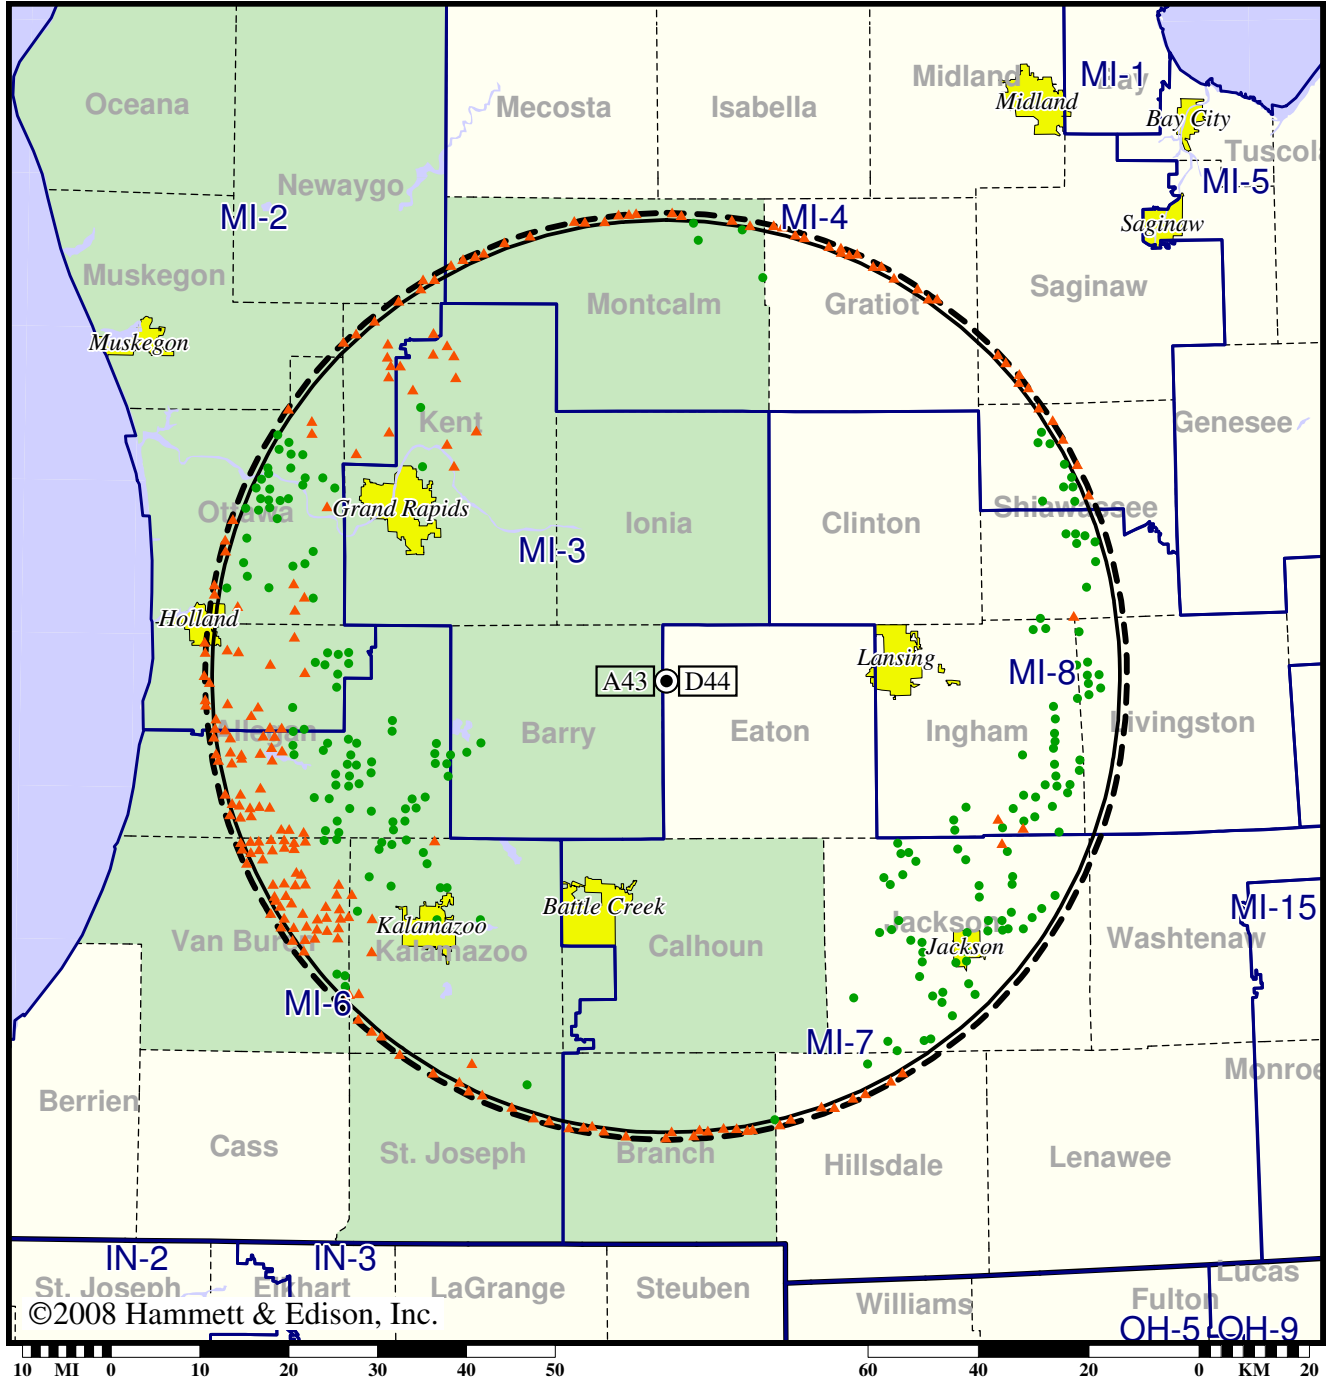 Oceana
Mecosta
Isabella
Midland
Midland
MI-1
Bay
Bay City
Tuscola
Newaygo
MI-2
MI-4
MI-5
Saginaw
Muskegon
Muskegon
Montcalm
Gratiot
Saginaw
Kent
Genesee
Ottawa
Grand Rapids
Ionia
Clinton
Shiawassee
MI-3
Holland
A43
D44
Lansing
MI-8
Allegan
Barry
Eaton
Ingham
Livingston
Van Buren
Kalamazoo
Kalamazoo
Battle Creek
Calhoun
Jackson
Jackson
MI-15
Washtenaw
MI-6
MI-7
Monroe
Berrien
Cass
St. Joseph
Branch
Hillsdale
Lenawee
IN-2
IN-3
St. Joseph
Elkhart
LaGrange
Steuben
Williams
Fulton
Lucas
OH-5
OH-9
©2008 Hammett & Edison, Inc.
10 MI 0 10 20 30 40 50
60 40 20 0 KM 20